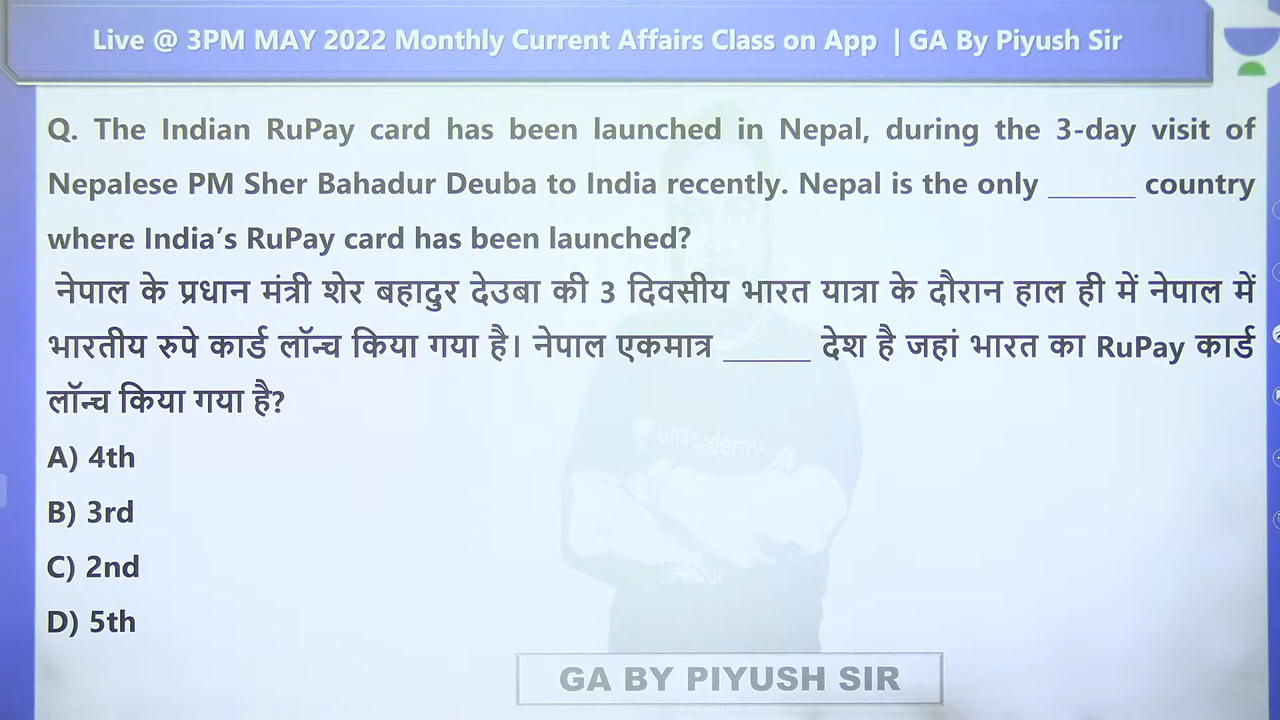 Live @ 3PM MAY 2022 Monthly Current Affairs Class on App | GA By Piyush Sir
Q. The Indian RuPay card has been launched in Nepal, during the 3-day visit of
Nepalese PM Sher Bahadur Deuba to India recently. Nepal is the only _______ country
where India’s RuPay card has been launched?
नेपाल के प्रधान मंत्री शेर बहादुर देउबा की 3 दिवसीय भारत यात्रा के दौरान हाल ही में नेपाल में
भारतीय रुपे कार्ड लॉन्च किया गया है। नेपाल एकमात्र _______ देश है जहां भारत का RuPay कार्ड
लॉन्च किया गया है?
A) 4th
B) 3rd
C) 2nd
D) 5th
unacademy
GA BY PIYUSH SIR